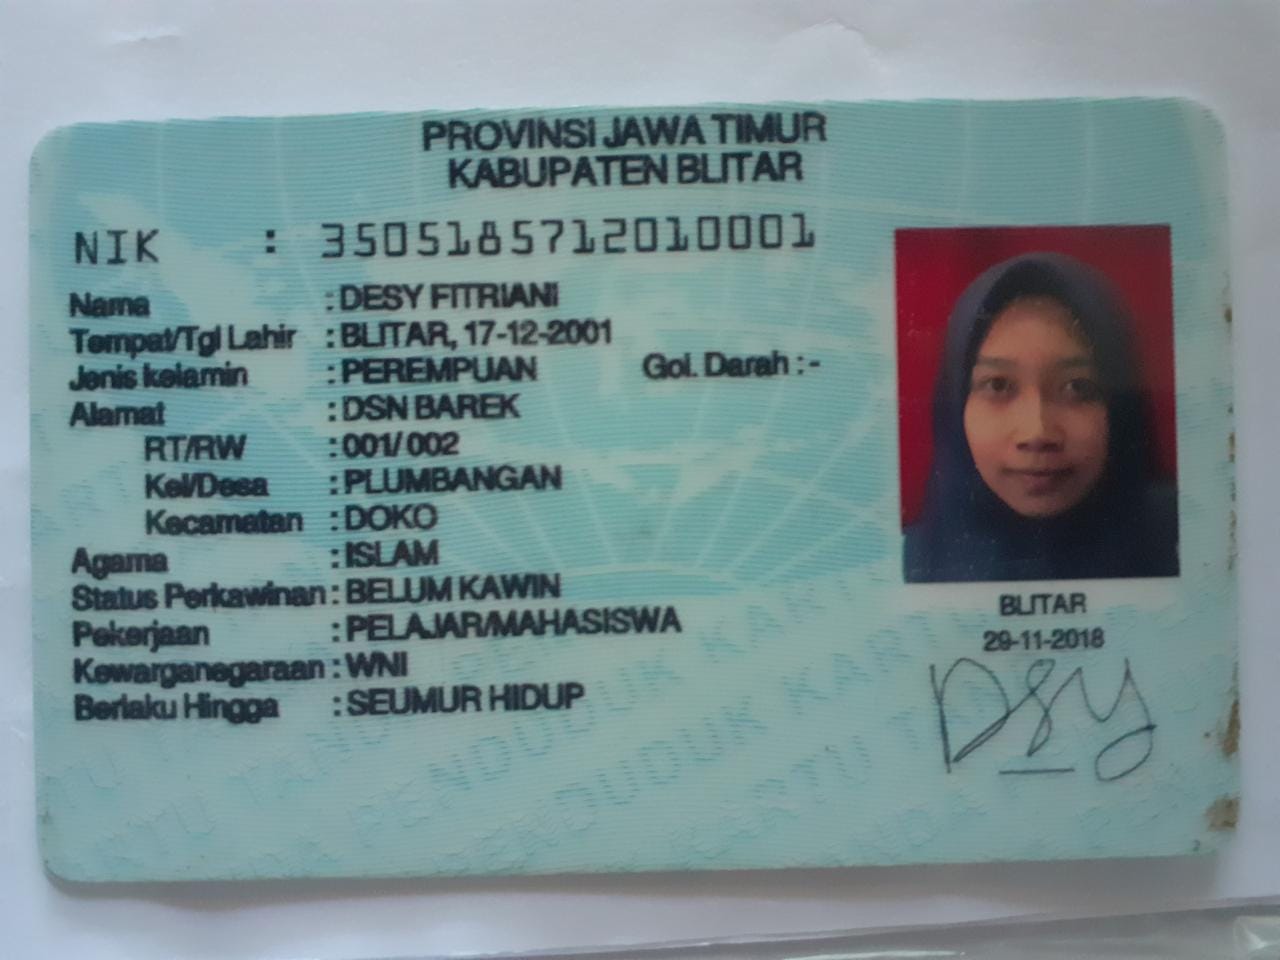 PROVINSI JAWA TIMUR
KABUPATEN BLITAR
NIK : 3505185712010001
Nama : DESY FITRIANI
Tempat/Tgl Lahir : BLITAR, 17-12-2001
Jenis kelamin : PEREMPUAN Gol. Darah : -
Alamat : DSN BAREK
RT/RW : 001/ 002
Kel/Desa : PLUMBANGAN
Kecamatan : DOKO
Agama : ISLAM
Status Perkawinan : BELUM KAWIN
Pekerjaan : PELAJAR/MAHASISWA
Kewarganegaraan : WNI
Berlaku Hingga : SEUMUR HIDUP
BLITAR
29-11-2018